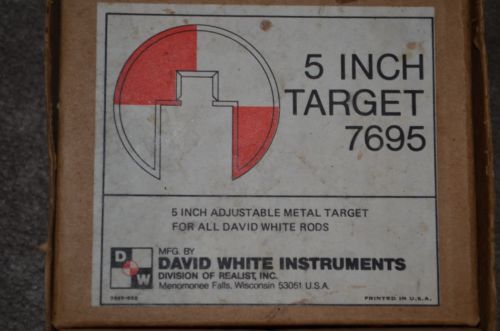 5 INCH
TARGET
7695
5 INCH ADJUSTABLE METAL TARGET
FOR ALL DAVID WHITE RODS
D
W
MFG. BY
DAVID WHITE INSTRUMENTS
DIVISION OF REALIST, INC.
Menomonee Falls, Wisconsin 53051 U.S.A.
PRINTED IN U.S.A.